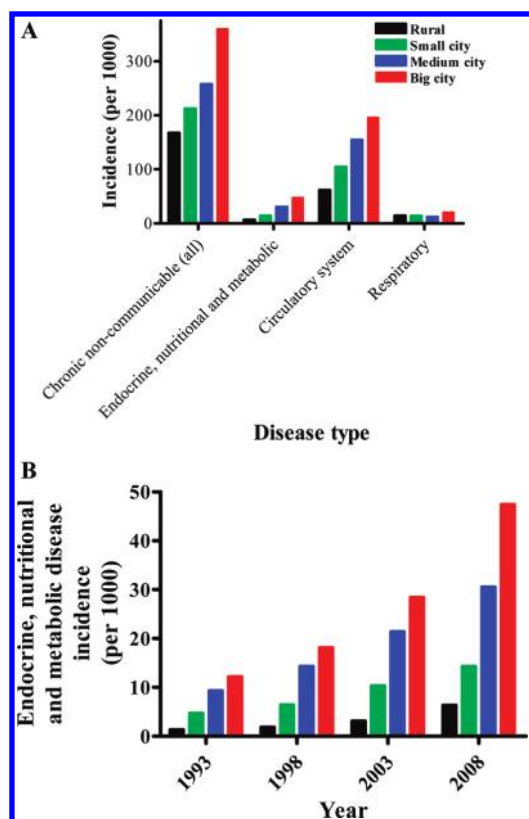 A
Rural
Small city
Medium city
Big city
Incidence (per 1000)
300
200
100
0
Chronic non-communicable (all)
Endocrine, nutritional and metabolic
Circulatory system
Respiratory
Disease type
B
Endocrine, nutritional
and metabolic disease
incidence
(per 1000)
50
40
30
20
10
0
1993
1998
2003
2008
Year